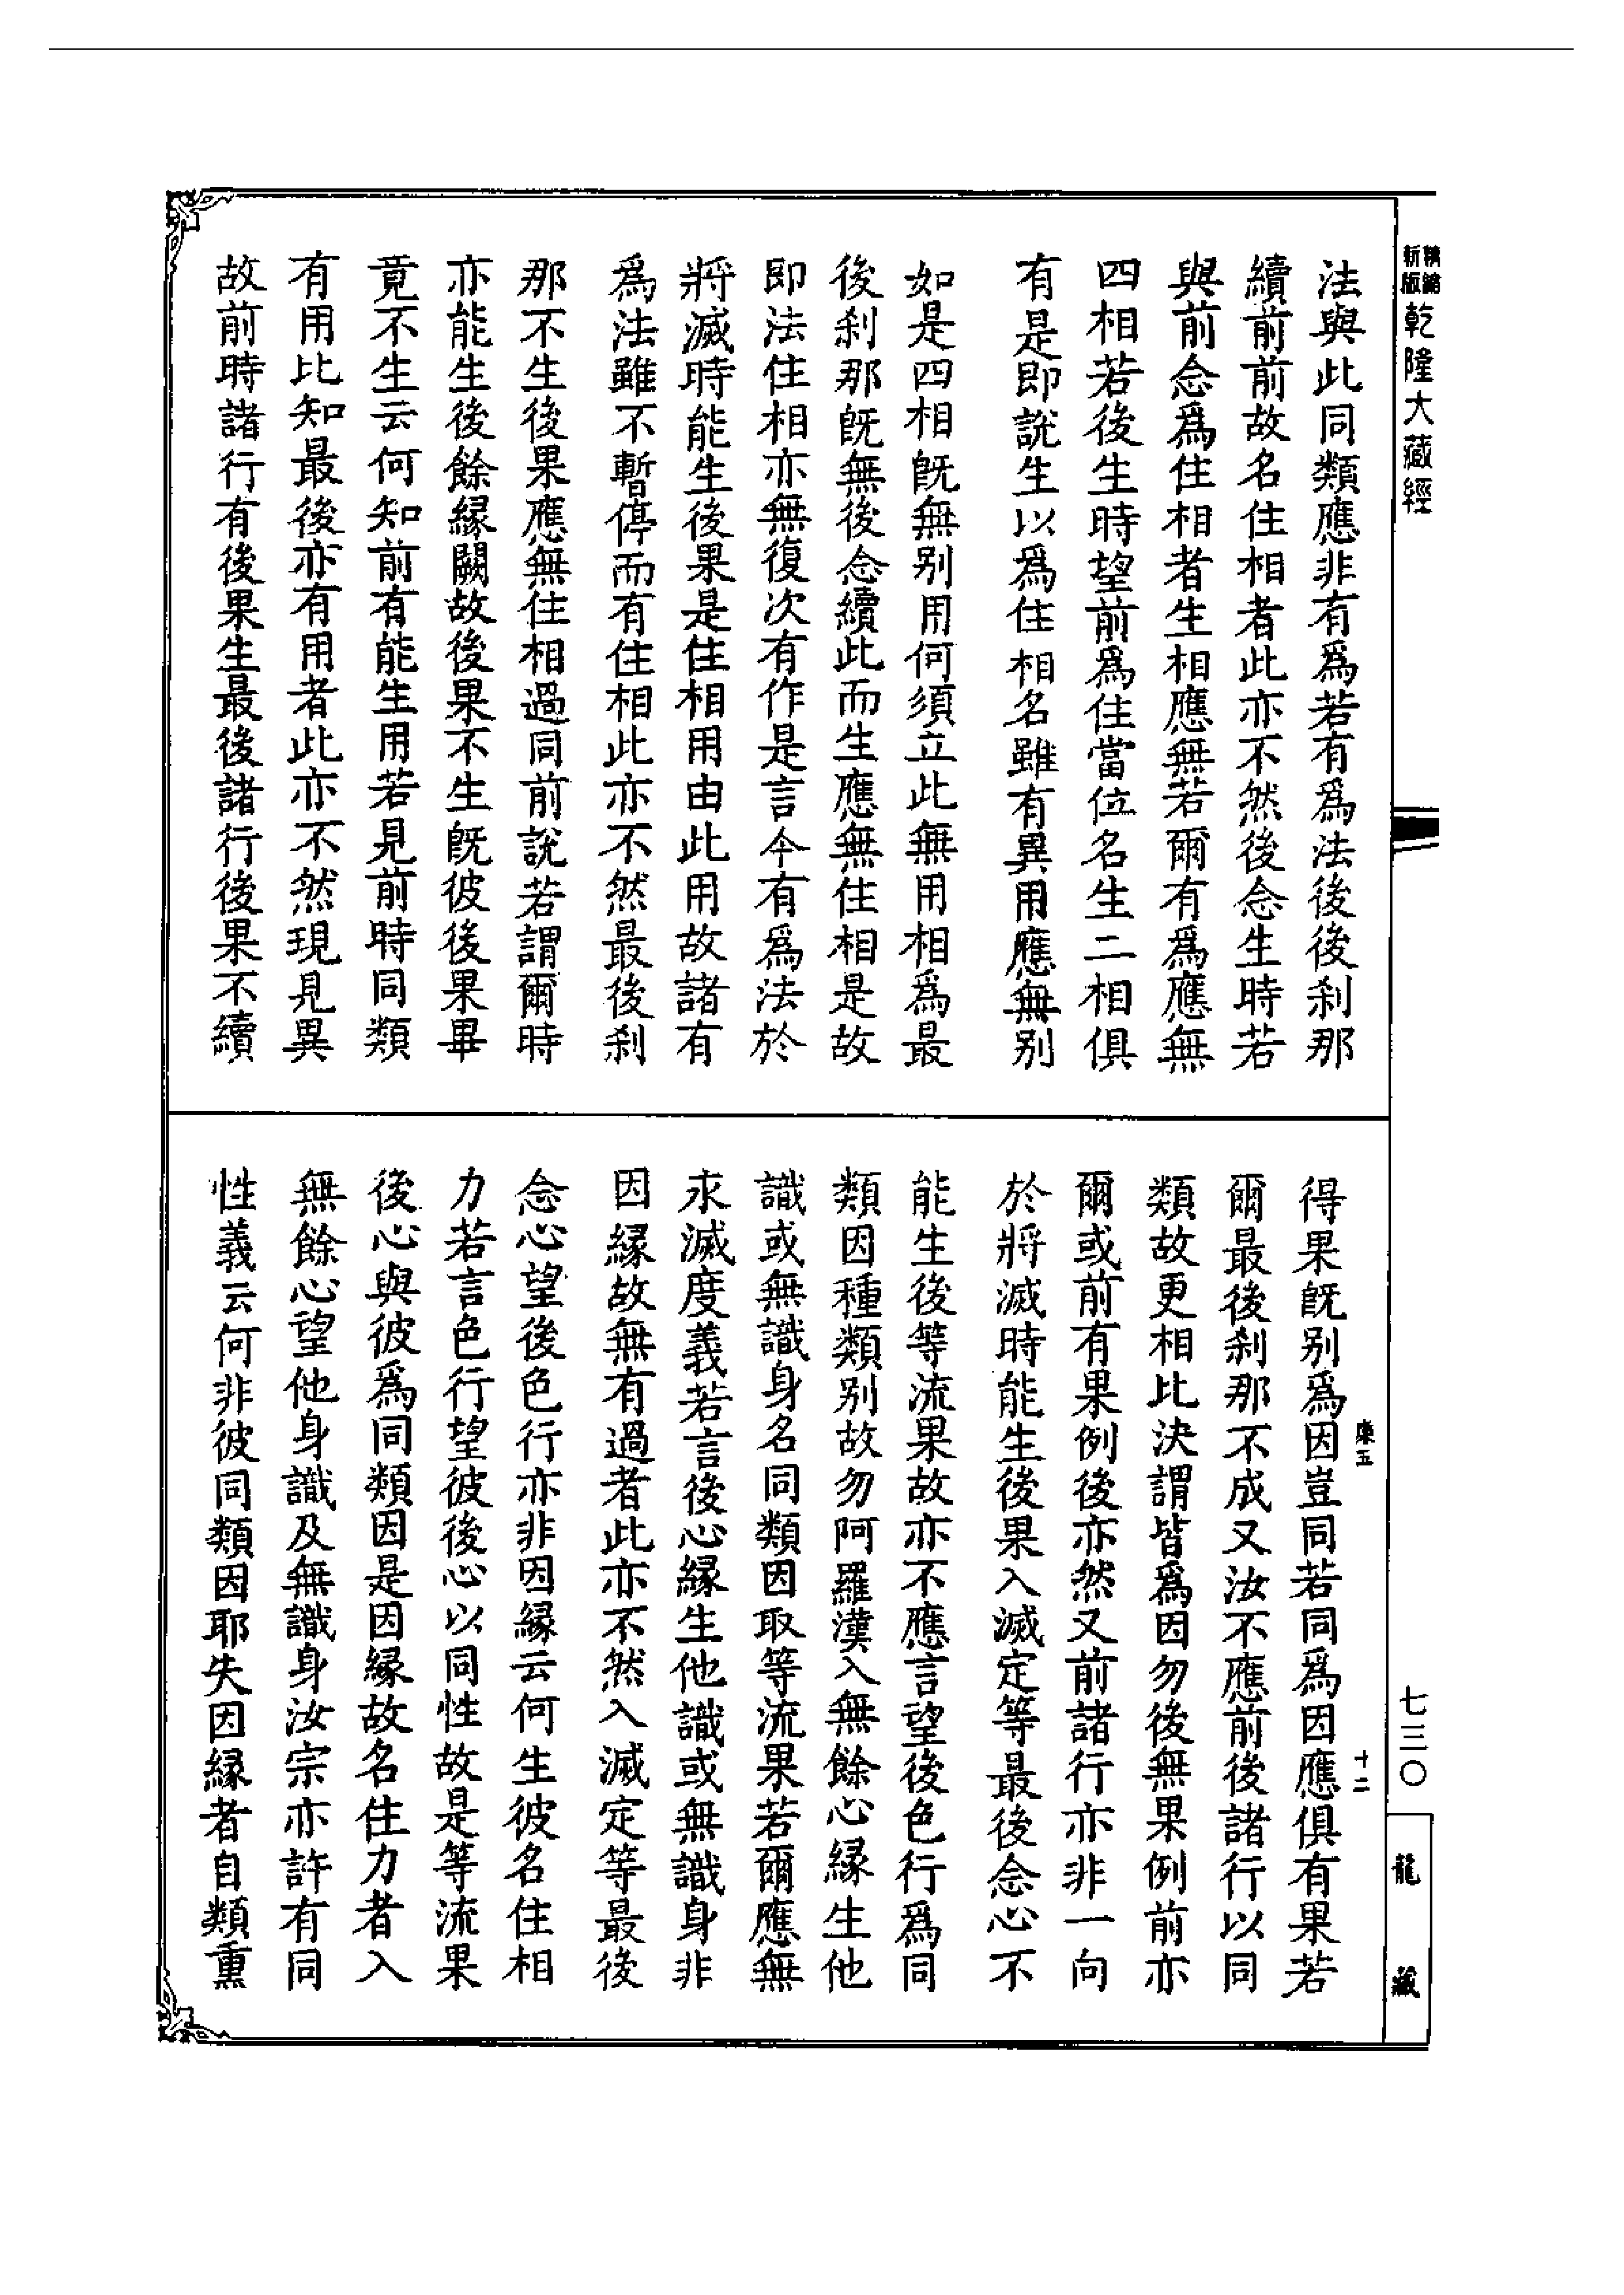 新版
精縮
乾隆大藏經
法與此同類應非有爲若有爲法後後刹那
續前前故名住相者此亦不然後念生時若
與前念爲住相者生相應無若爾有爲應無
四相若後生時望前爲住當位名生二相俱
有是即説生以爲住相名雖有異用應無别
如是四相既無别用何須立此無用相爲最
後刹那既無後念續此而生應無住相是故
即法住相亦無復次有作是言今有爲法於
將滅時能生後果是住相用由此用故諸有
爲法雖不暫停而有住相此亦不然最後刹
那不生後果應無住相過同前説若謂爾時
亦能生後餘縁闕故後果不生既彼後果畢
竟不生云何知前有能生用若見前時同類
有用比知最後亦有用者此亦不然現見異
故前時諸行有後果生最後諸行後果不續
得果既别爲因豈同若同爲因應俱有果若
爾最後刹那不成又汝不應前後諸行以同
類故更相比決謂皆爲因勿後無果例前亦
爾或前有果例後亦然又前諸行亦非一向
於將滅時能生後果入滅定等最後念心不
能生後等流果故亦不應言望後色行爲同
類因種類别故勿阿羅漢入無餘心縁生他
識或無識身名同類因取等流果若爾應無
永滅度義若言後心縁生他識或無識身非
因縁故無有過者此亦不然入滅定等最後
念心望後色行亦非因縁云何生彼名住相
力若言色行望彼後心以同性故是等流果
後心與彼爲同類因是因縁故名住力者入
無餘心望他身識及無識身汝宗亦許有同
性義云何非彼同類因耶失因縁者自類熏
十二
七三〇
龍藏